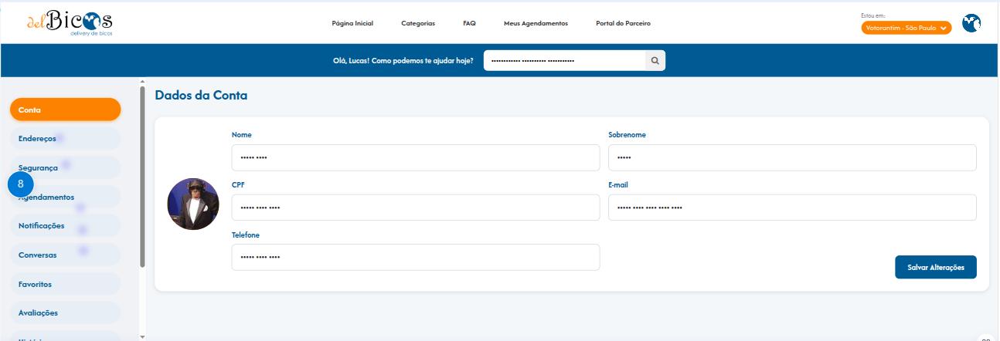 delBicos
delivery de bicos
Página Inicial
Categorias
FAQ
Meus Agendamentos
Portal do Parceiro
Estou em:
Votorantim - São Paulo
Olá, Lucas! Como podemos te ajudar hoje?
•••••••••••• •••••••••• •••••••••••
Conta
Endereços
Segurança
8
Agendamentos
Notificações
Conversas
Favoritos
Avaliações
Dados da Conta
Nome
••••• ••••
Sobrenome
•••••
CPF
••••• •••• ••••
E-mail
••••• •••• •••• •••• ••••
Telefone
••••• •••• ••••
Salvar Alterações